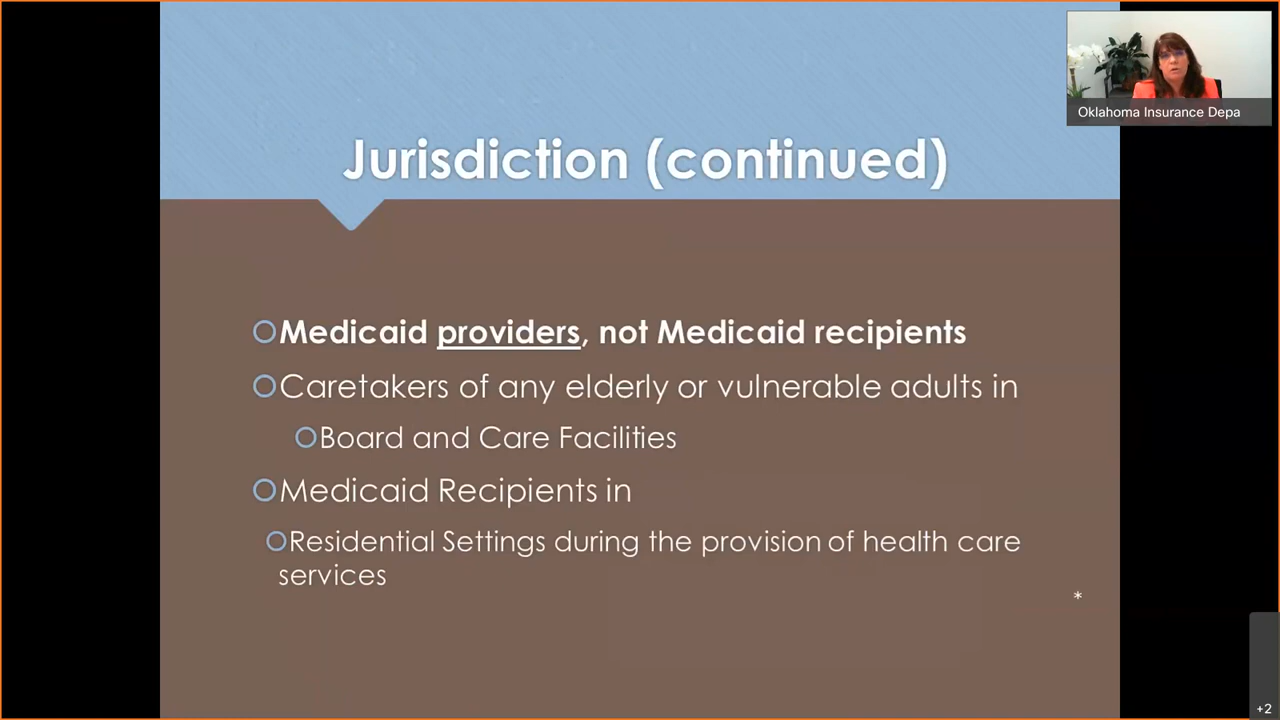 Oklahoma Insurance Depa
Jurisdiction (continued)
Medicaid providers, not Medicaid recipients
Caretakers of any elderly or vulnerable adults in
Board and Care Facilities
Medicaid Recipients in
Residential Settings during the provision of health care
services
*
+2